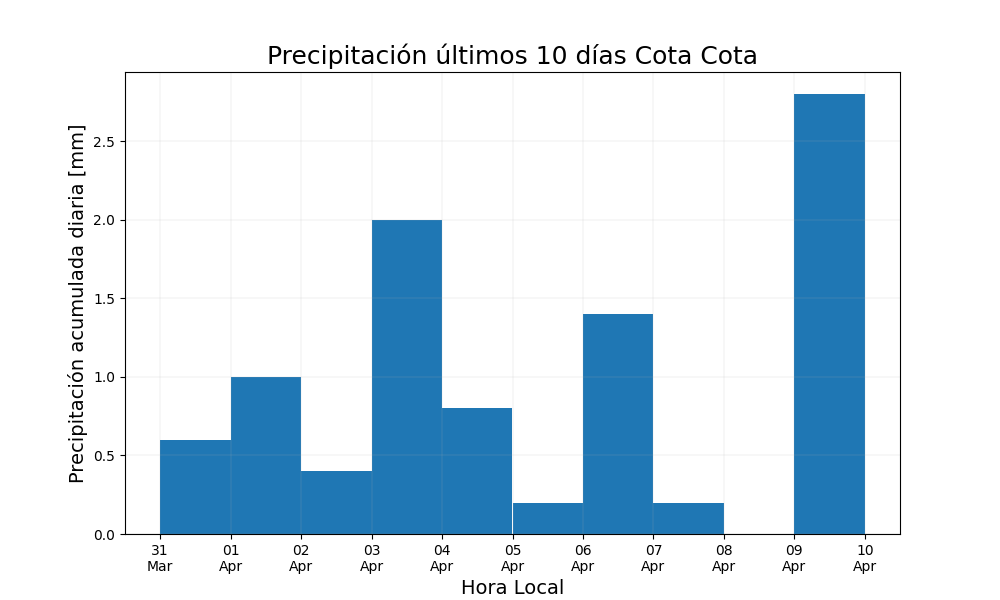 Precipitación últimos 10 días Cota Cota
Precipitación acumulada diaria [mm]
2.5
2.0
1.5
1.0
0.5
0.0
31 01 02 03 04 05 06 07 08 09 10
Mar Apr Apr Apr Apr Apr Apr Apr Apr Apr Apr
Hora Local